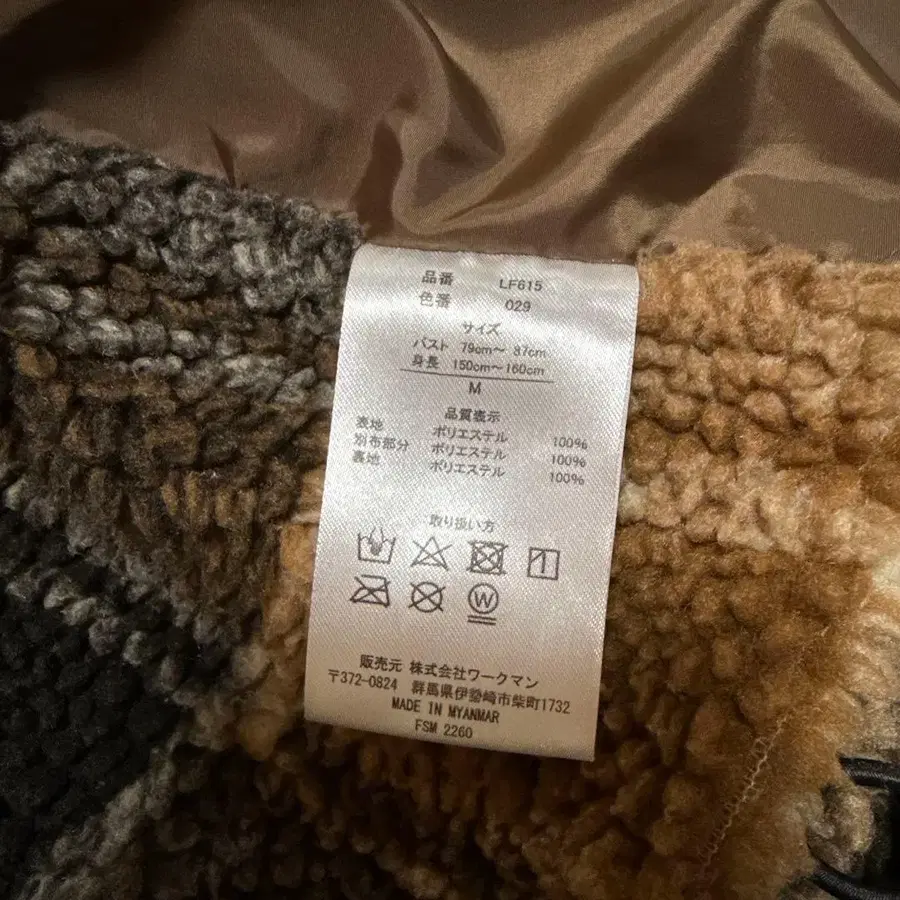 品番 LF615
色番 029
サイズ
バスト 79cm～ 87cm
身長 150cm～160cm
M
品質表示
表地 ポリエステル 100%
別布部分 ポリエステル 100%
裏地 ポリエステル 100%
取り扱い方
W
販売元 株式会社ワークマン
〒372-0824 群馬県伊勢崎市柴町1732
MADE IN MYANMAR
FSM 2260